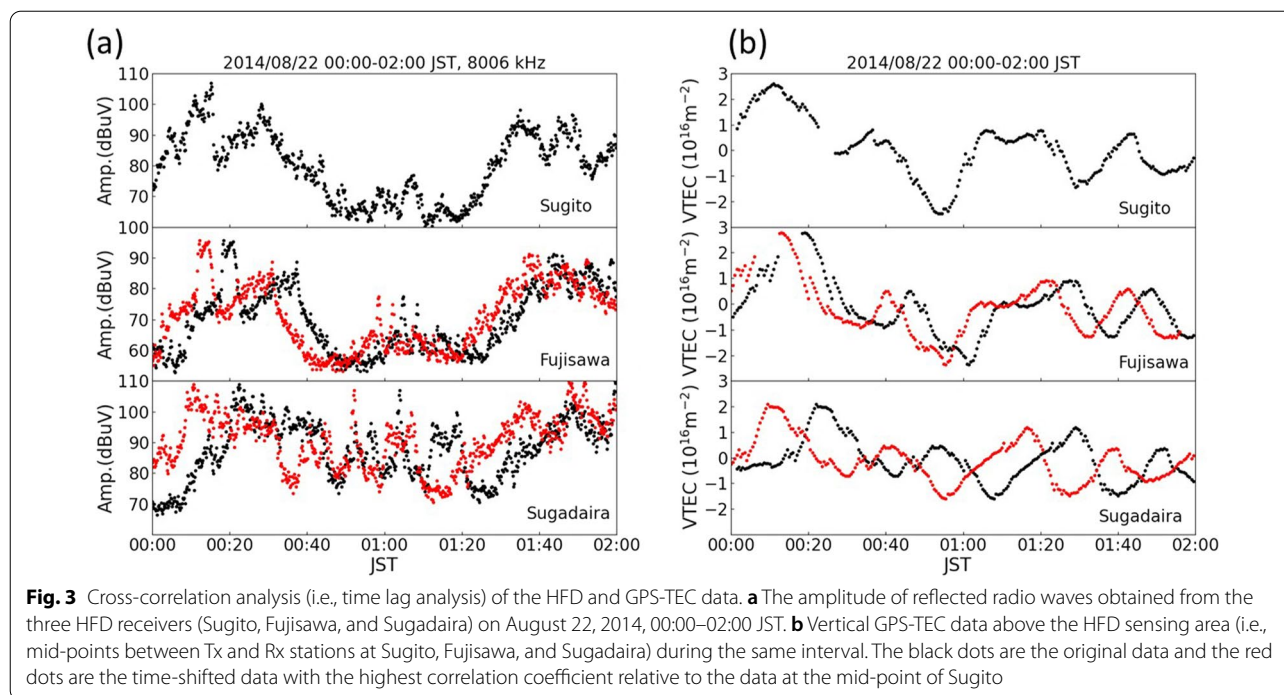 (a)
2014/08/22 00:00-02:00 JST, 8006 kHz
110
100
90
80
70
Amp.(dBuV)
Sugito
100
90
80
70
60
Amp.(dBuV)
Fujisawa
110
100
90
80
70
Amp.(dBuV)
Sugadaira
00:00 00:20 00:40 01:00 01:20 01:40 02:00
JST
(b)
2014/08/22 00:00-02:00 JST
3
2
1
0
-1
-2
VTEC (10¹⁶m⁻²)
Sugito
3
2
1
0
-1
-2
VTEC (10¹⁶m⁻²)
Fujisawa
3
2
1
0
-1
-2
VTEC (10¹⁶m⁻²)
Sugadaira
00:00 00:20 00:40 01:00 01:20 01:40 02:00
JST
Fig. 3 Cross-correlation analysis (i.e., time lag analysis) of the HFD and GPS-TEC data. a The amplitude of reflected radio waves obtained from the
three HFD receivers (Sugito, Fujisawa, and Sugadaira) on August 22, 2014, 00:00–02:00 JST. b Vertical GPS-TEC data above the HFD sensing area (i.e.,
mid-points between Tx and Rx stations at Sugito, Fujisawa, and Sugadaira) during the same interval. The black dots are the original data and the red
dots are the time-shifted data with the highest correlation coefficient relative to the data at the mid-point of Sugito